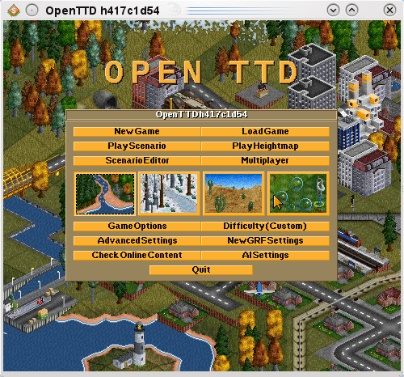 OpenTTD h417c1d54
OPEN TTD
OpenTTD h417c1d54
New Game Load Game
Play Scenario Play Heightmap
Scenario Editor Multiplayer
Game Options Difficulty (Custom)
Advanced Settings NewGRF Settings
Check Online Content AI Settings
Quit